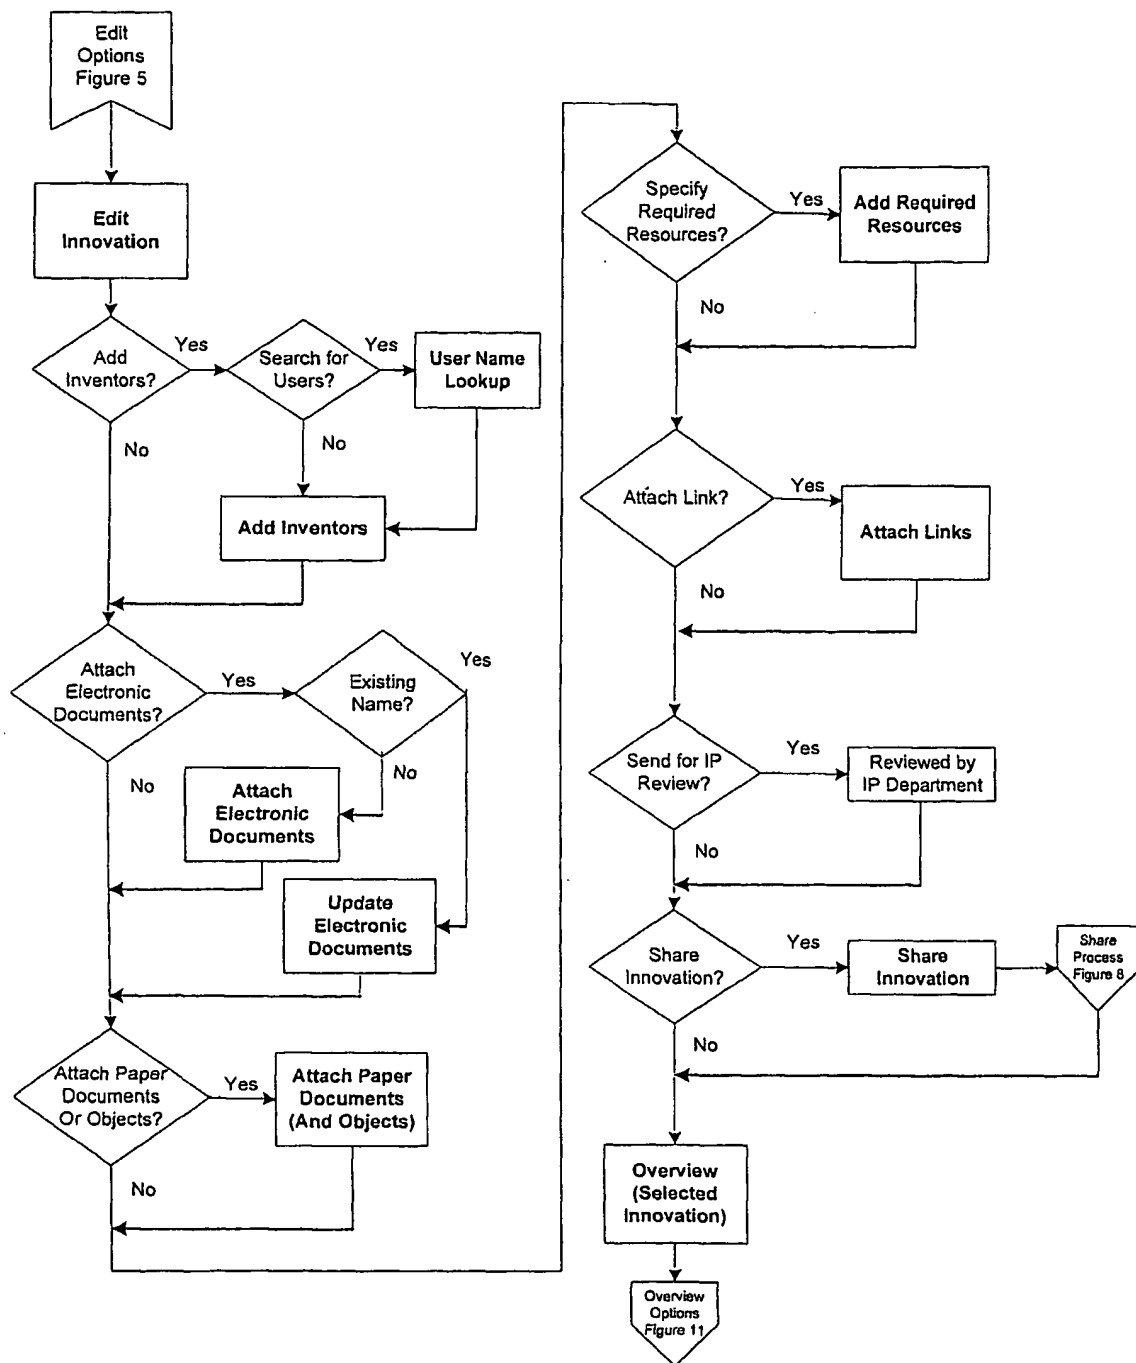 Edit
Options
Figure 5
Edit
Innovation
Add
Inventors?
Yes
Search for
Users?
Yes
User Name
Lookup
No
No
Add Inventors
Attach
Electronic
Documents?
Yes
Existing
Name?
Yes
No
No
Attach
Electronic
Documents
Update
Electronic
Documents
Attach Paper
Documents
Or Objects?
Yes
Attach Paper
Documents
(And Objects)
No
Specify
Required
Resources?
Yes
Add Required
Resources
No
Attach Link?
Yes
Attach Links
No
Send for IP
Review?
Yes
Reviewed by
IP Department
No
Share
Innovation?
Yes
Share
Innovation
Share
Process
Figure 8
No
Overview
(Selected
Innovation)
Overview
Options
Figure 11